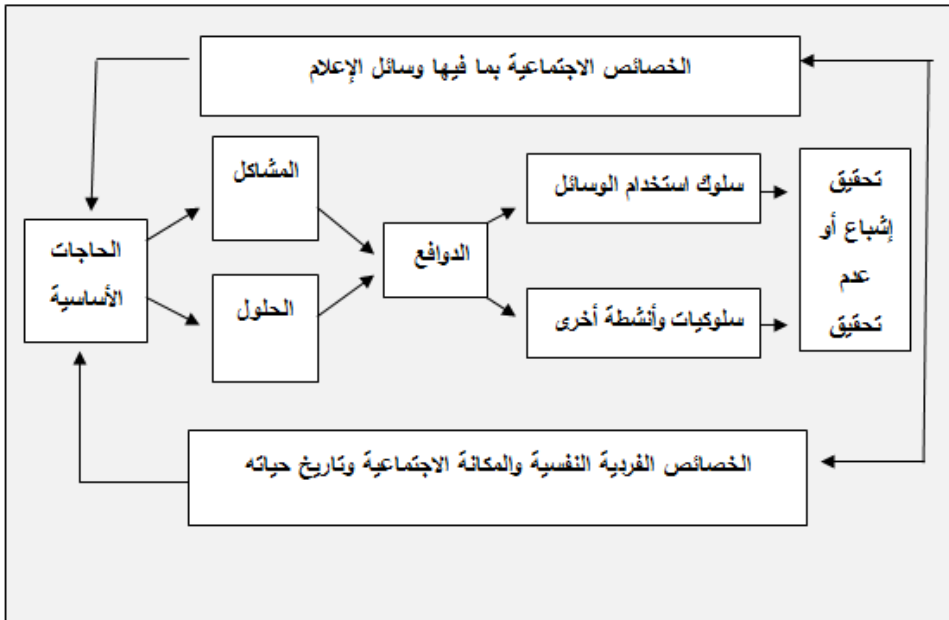 الخصائص الاجتماعية بما فيها وسائل الإعلام
الحاجات
الأساسية
المشاكل
الحلول
الدوافع
سلوك استخدام الوسائل
سلوكيات وأنشطة أخرى
تحقيق
إشباع أو
عدم
تحقيق
الخصائص الفردية النفسية والمكانة الاجتماعية وتاريخ حياته